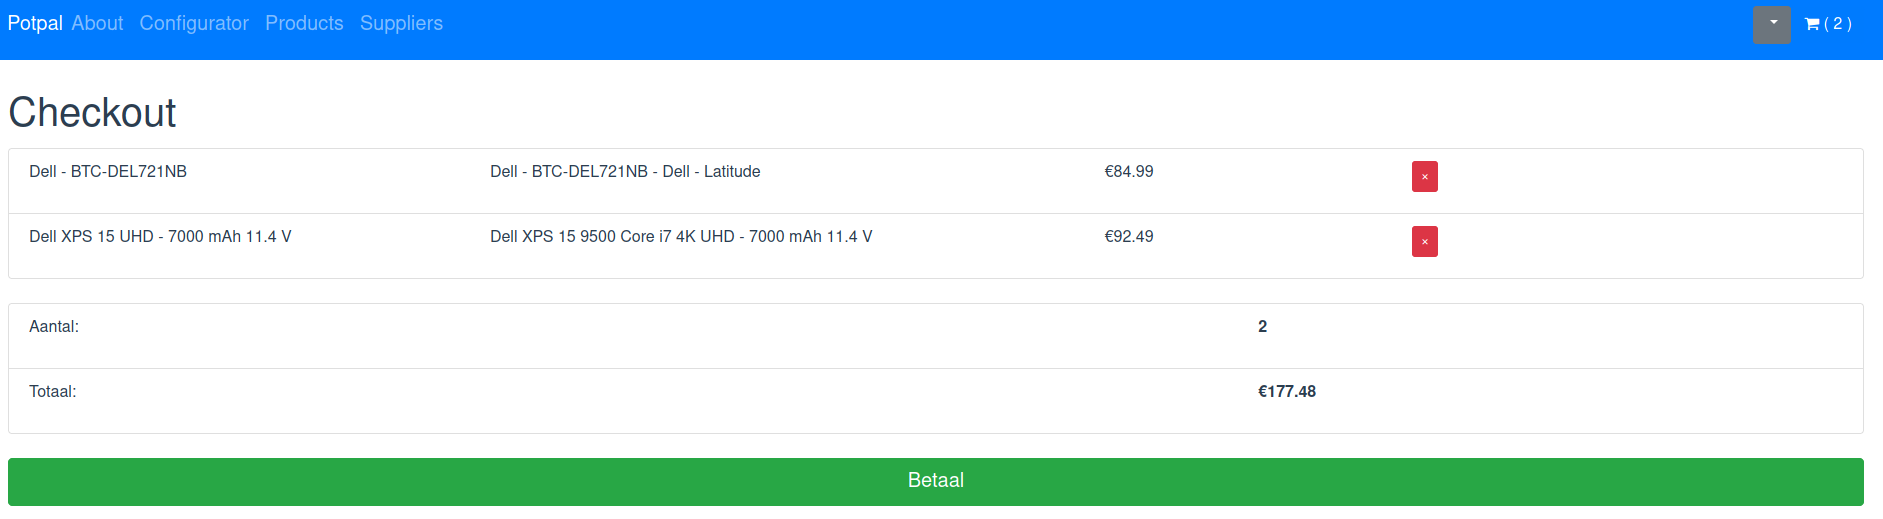 Potpal About Configurator Products Suppliers ( 2 )
Checkout
Dell - BTC-DEL721NB Dell - BTC-DEL721NB - Dell - Latitude €84.99 ×
Dell XPS 15 UHD - 7000 mAh 11.4 V Dell XPS 15 9500 Core i7 4K UHD - 7000 mAh 11.4 V €92.49 ×
Aantal: 2
Totaal: €177.48
Betaal